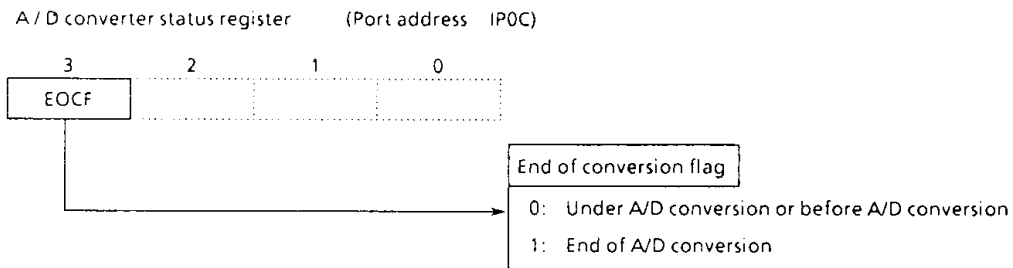 A / D converter status register (Port address IP0C)
3 2 1 0
EOCF
End of conversion flag
0: Under A/D conversion or before A/D conversion
1: End of A/D conversion